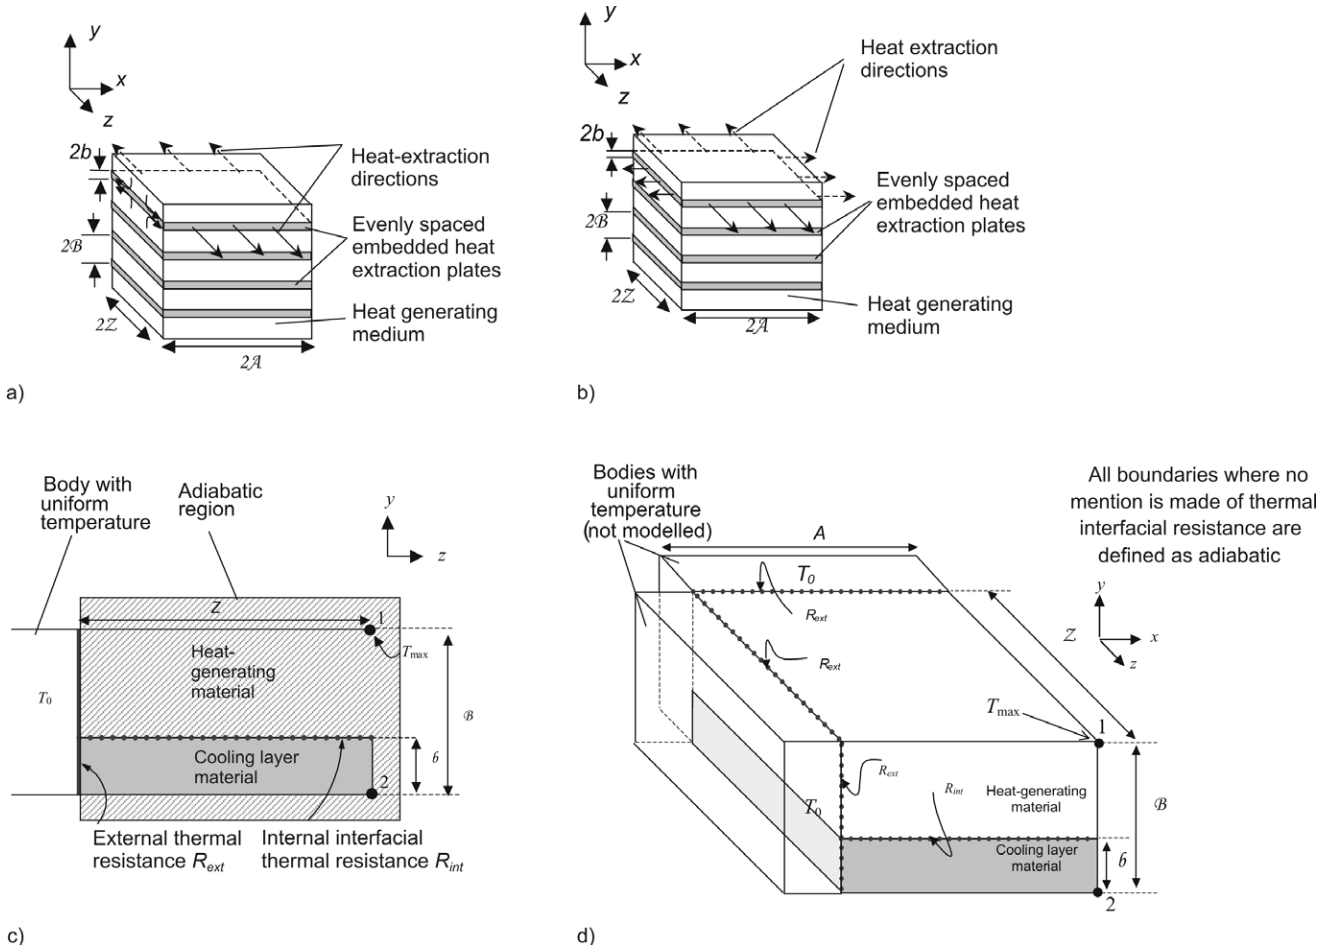 y
x
z
2b
2ℬ
2Z
2𝒜
Heat-extraction
directions
Evenly spaced
embedded heat
extraction plates
Heat generating
medium
a)
y
x
z
2b
2ℬ
2Z
2𝒜
Heat extraction
directions
Evenly spaced
embedded heat
extraction plates
Heat generating
medium
b)
Body with
uniform
temperature
Adiabatic
region
y
z
Z
1
Tmax
Heat-
generating
material
T0
ℬ
Cooling layer
material
б
2
External thermal
resistance Rext
Internal interfacial
thermal resistance Rint
c)
Bodies with
uniform
temperature
(not modelled)
All boundaries where no
mention is made of thermal
interfacial resistance are
defined as adiabatic
A
T0
Rext
Rext
y
x
z
Z
Tmax
1
Rext
T0
Rint
Heat-generating
material
ℬ
Cooling layer
material
б
2
d)